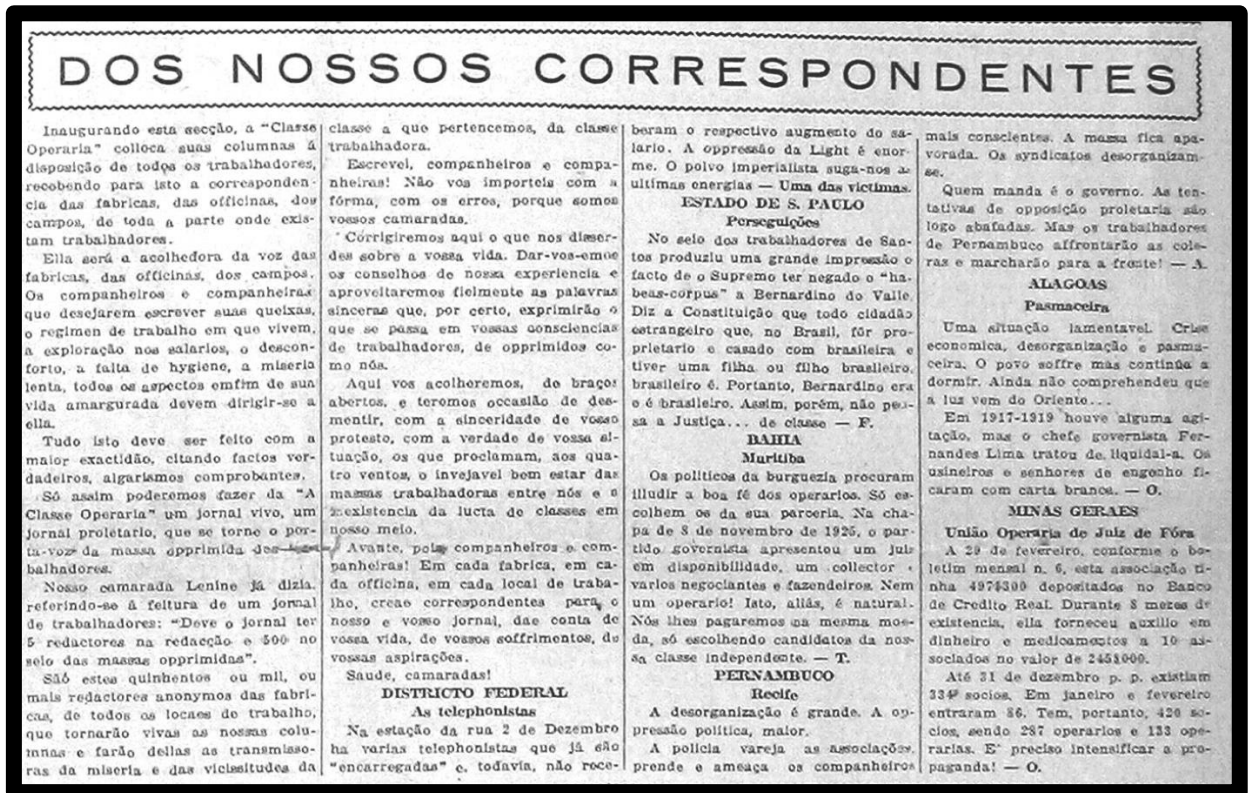 DOS NOSSOS CORRESPONDENTES
Inaugurando esta secção, a "Classe
Operaria" colloca suas columnas á
disposição de todos os trabalhadores,
recebendo para isto a corresponden-
cia das fabricas, das officinas, dos
campos, de toda a parte onde exis-
tam trabalhadores.
Ella será a acolhedora da voz das
fabricas, das officinas, dos campos.
Os companheiros e companheiras
que desejarem escrever suas queixas,
o regimen de trabalho em que vivem,
a exploração nos salarios, o descon-
forto, a falta de hygiene, a miseria
lenta, todos os aspectos emfim de sua
vida amargurada devem dirigir-se a
ella.
Tudo isto deve ser feito com a
maior exactidão, citando factos ver-
dadeiros, algarismos comprobantes.
Só assim poderemos fazer da "A
Classe Operaria" um jornal vivo, um
jornal proletario, que se torne o por-
ta-voz da massa opprimida dos
balhadores.
Nosso camarada Lenine já dizia,
referindo-se á feitura de um jornal
de trabalhadores: "Deve o jornal ter
5 redactores na redacção e 500 no
seio das massas opprimidas".
Sáó estes quinhentos ou mil, ou
mais redactores anonymos das fabri-
cas, de todos os locaes de trabalho,
que tornarão vivas as nossas colu-
mnas e farão dellas as transmisso-
ras da miseria e das vicissitudes da
classe a que pertencemos, da classe
trabalhadora.
Escrevei, companheiros e compa-
nheiras! Não vos importeis com a
fórma, com os erros, porque somos
vossos camaradas.
Corrigiremos aqui o que nos disser-
des sobre a vossa vida. Dar-vos-emos
os conselhos de nossa experiencia e
aproveitaremos fielmente as palavras
sinceras que, por certo, exprimirão o
que se passa em vossas consciencias
de trabalhadores, de opprimidos co-
mo nós.
Aqui vos acolheremos, de braços
abertos, e teremos occasião de des-
mentir, com a sinceridade de vosso
protesto, com a verdade de vossa si-
tuação, os que proclamam, aos qua-
tro ventos, o invejavel bem estar das
massas trabalhadoras entre nós e a
inexistencia da lucta de classes em
nosso meio.
Avante, pois companheiros e com-
panheiras! Em cada fabrica, em ca-
da officina, em cada local de traba-
lho, creae correspondentes para o
nosso e vosso jornal, dae conta de
vossa vida, de vossos soffrimentos, de
vossas aspirações.
Saude, camaradas!
DISTRICTO FEDERAL
As telephonistas
Na estação da rua 2 de Dezembro
ha varias telephonistas que já são
"encarregadas" e, todavia, não rece-
beram o respectivo augmento do sa-
lario. A oppressão da Light é enor-
me. O polvo imperialista suga-nos as
ultimas energias — Uma das victimas.
ESTADO DE S. PAULO
Perseguições
No seio dos trabalhadores de San-
tos produziu uma grande impressão o
facto de o Supremo ter negado o "ha-
beas-corpus" a Bernardino do Valle.
Diz a Constituição que todo cidadão
estrangeiro que, no Brasil, fôr pro-
prietario e casado com brasileira e
tiver uma filha ou filho brasileiro,
brasileiro é. Portanto, Bernardino era
e é brasileiro. Assim, porém, não pen-
sa a Justiça... de classe — F.
BAHIA
Muritiba
Os politicos da burguezia procuram
illudir a boa fé dos operarios. Só es-
colhem os da sua parceria. Na cha-
pa de 8 de novembro de 1925, o par-
tido governista apresentou um juiz
em disponibilidade, um collector e
varios negociantes e fazendeiros. Nem
um operario! Isto, aliás, é natural.
Nós lhes pagaremos na mesma moe-
da, só escolhendo candidatos da nos-
sa classe independente. — T.
PERNAMBUCO
Recife
A desorganização é grande. A op-
pressão política, maior.
A policia vareja as associações,
prende e ameaça os companheiros
mais conscientes. A massa fica apa-
vorada. Os syndicatos desorganizam-
se.
Quem manda é o governo. As ten-
tativas de opposição proletaria são
logo abafadas. Mas os trabalhadores
de Pernambuco affrontarão as cole-
ras e marcharão para a frente! — A.
ALAGOAS
Pasmaceira
Uma situação lamentavel. Crise
economica, desorganização e pasma-
ceira. O povo soffre mas continúa a
dormir. Ainda não comprehendeu que
a luz vem do Oriente...
Em 1917-1919 houve alguma agi-
tação, mas o chefe governista Fer-
nandes Lima tratou de liquidal-a. Os
usineiros e senhores de engenho fi-
caram com carta branca. — O.
MINAS GERAES
União Operaria de Juiz de Fóra
A 29 de fevereiro, conforme o bo-
letim mensal n. 6, esta associação ti-
nha 497$300 depositados no Banco
de Credito Real. Durante 8 mezes de
existencia, ella forneceu auxilio em
dinheiro e medicamentos a 10 as-
sociados no valor de 245$000.
Até 31 de dezembro p. p. existiam
334 socios. Em janeiro e fevereiro
entraram 86. Tem, portanto, 420 so-
cios, sendo 287 operarios e 133 ope-
rarias. E' preciso intensificar a pro-
paganda! — O.